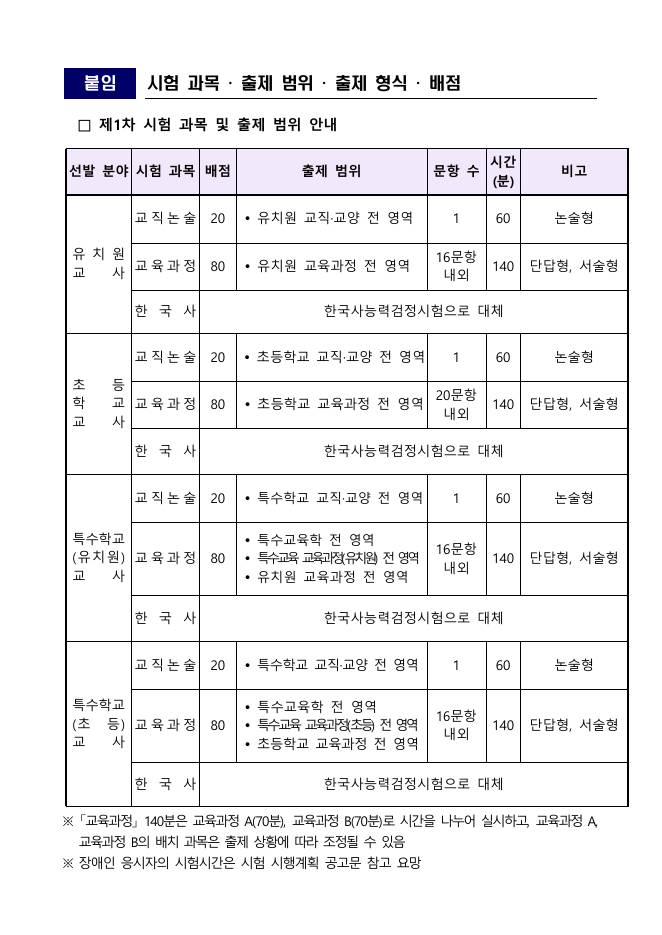 붙임 시험 과목 · 출제 범위 · 출제 형식 · 배점
□ 제1차 시험 과목 및 출제 범위 안내
선발 분야 시험 과목 배점 출제 범위 문항 수 시간(분) 비고
유치원 교사
교직논술 20 • 유치원 교직·교양 전 영역 1 60 논술형
교육과정 80 • 유치원 교육과정 전 영역 16문항 내외 140 단답형, 서술형
한국사 한국사능력검정시험으로 대체
초등학교 교사
교직논술 20 • 초등학교 교직·교양 전 영역 1 60 논술형
교육과정 80 • 초등학교 교육과정 전 영역 20문항 내외 140 단답형, 서술형
한국사 한국사능력검정시험으로 대체
특수학교 (유치원) 교사
교직논술 20 • 특수학교 교직·교양 전 영역 1 60 논술형
교육과정 80 • 특수교육학 전 영역
• 특수교육 교육과정(유치원) 전 영역
• 유치원 교육과정 전 영역
16문항 내외 140 단답형, 서술형
한국사 한국사능력검정시험으로 대체
특수학교 (초등) 교사
교직논술 20 • 특수학교 교직·교양 전 영역 1 60 논술형
교육과정 80 • 특수교육학 전 영역
• 특수교육 교육과정(초등) 전 영역
• 초등학교 교육과정 전 영역
16문항 내외 140 단답형, 서술형
한국사 한국사능력검정시험으로 대체
※ 「교육과정」 140분은 교육과정 A(70분), 교육과정 B(70분)로 시간을 나누어 실시하고, 교육과정 A,
교육과정 B의 배치 과목은 출제 상황에 따라 조정될 수 있음
※ 장애인 응시자의 시험시간은 시험 시행계획 공고문 참고 요망